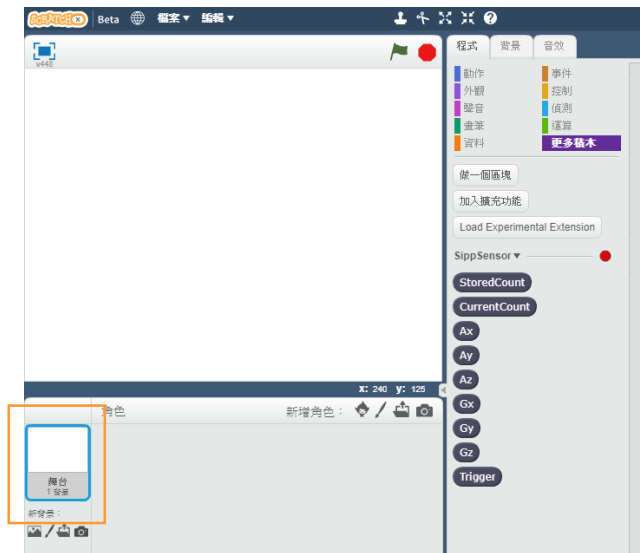 SCRATCHX Beta 檔案▼ 編輯▼
v448
程式 背景 音效
動作 事件
外觀 控制
聲音 偵測
畫筆 運算
資料 更多積木
做一個區塊
加入擴充功能
Load Experimental Extension
SippSensor▼
StoredCount
CurrentCount
Ax
Ay
Az
Gx
Gy
Gz
Trigger
x: 240 y: 125
角色 新增角色：
舞台
1 背景
新背景：